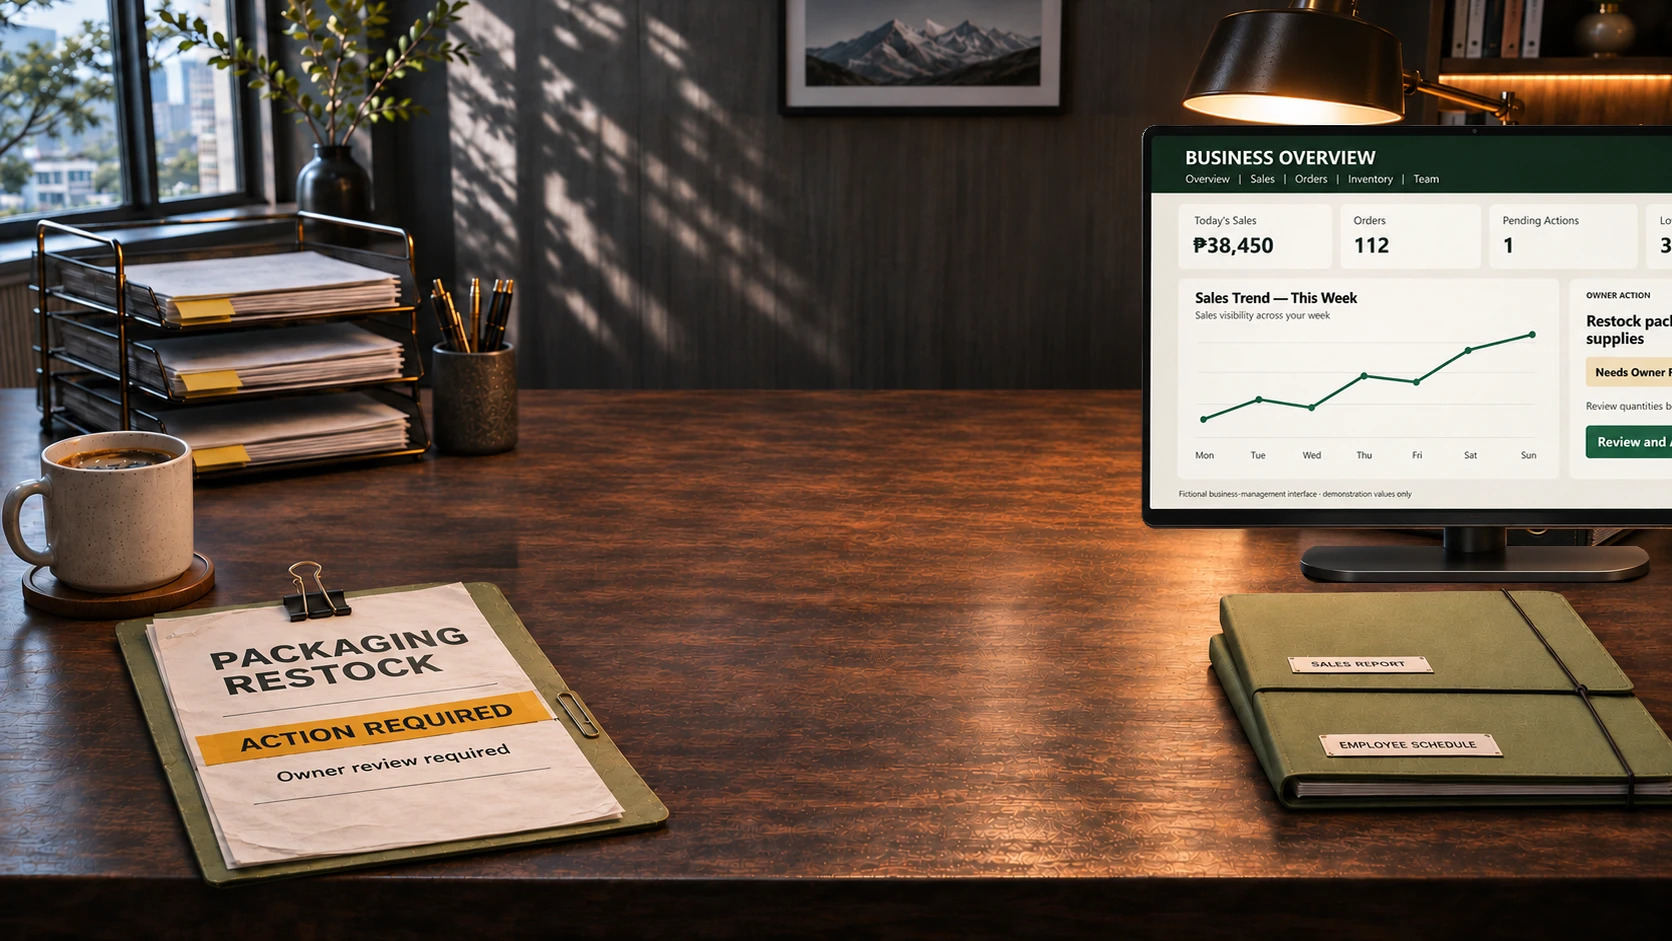 PACKAGING
RESTOCK
ACTION REQUIRED
Owner review required
BUSINESS OVERVIEW
Overview | Sales | Orders | Inventory | Team
Today's Sales
₱38,450
Orders
112
Pending Actions
1
3
Sales Trend — This Week
Sales visibility across your week
Mon Tue Wed Thu Fri Sat Sun
OWNER ACTION
Restock
supplies
Needs Owner
Review quantities
Review and
Fictional business-management interface · demonstration values only
SALES REPORT
EMPLOYEE SCHEDULE